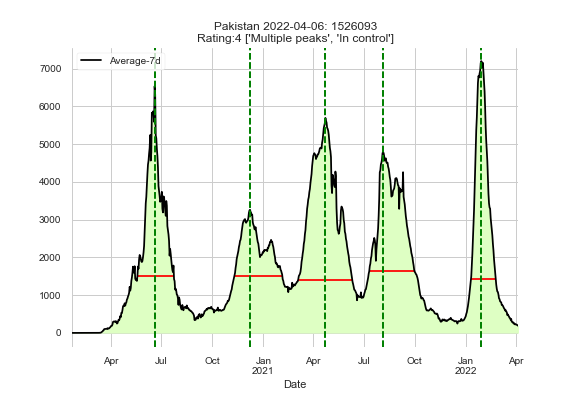 Pakistan 2022-04-06: 1526093
Rating:4 ['Multiple peaks', 'In control']
Average-7d
7000
6000
5000
4000
3000
2000
1000
0
Apr Jul Oct Jan Apr Jul Oct Jan Apr
2021 2022
Date